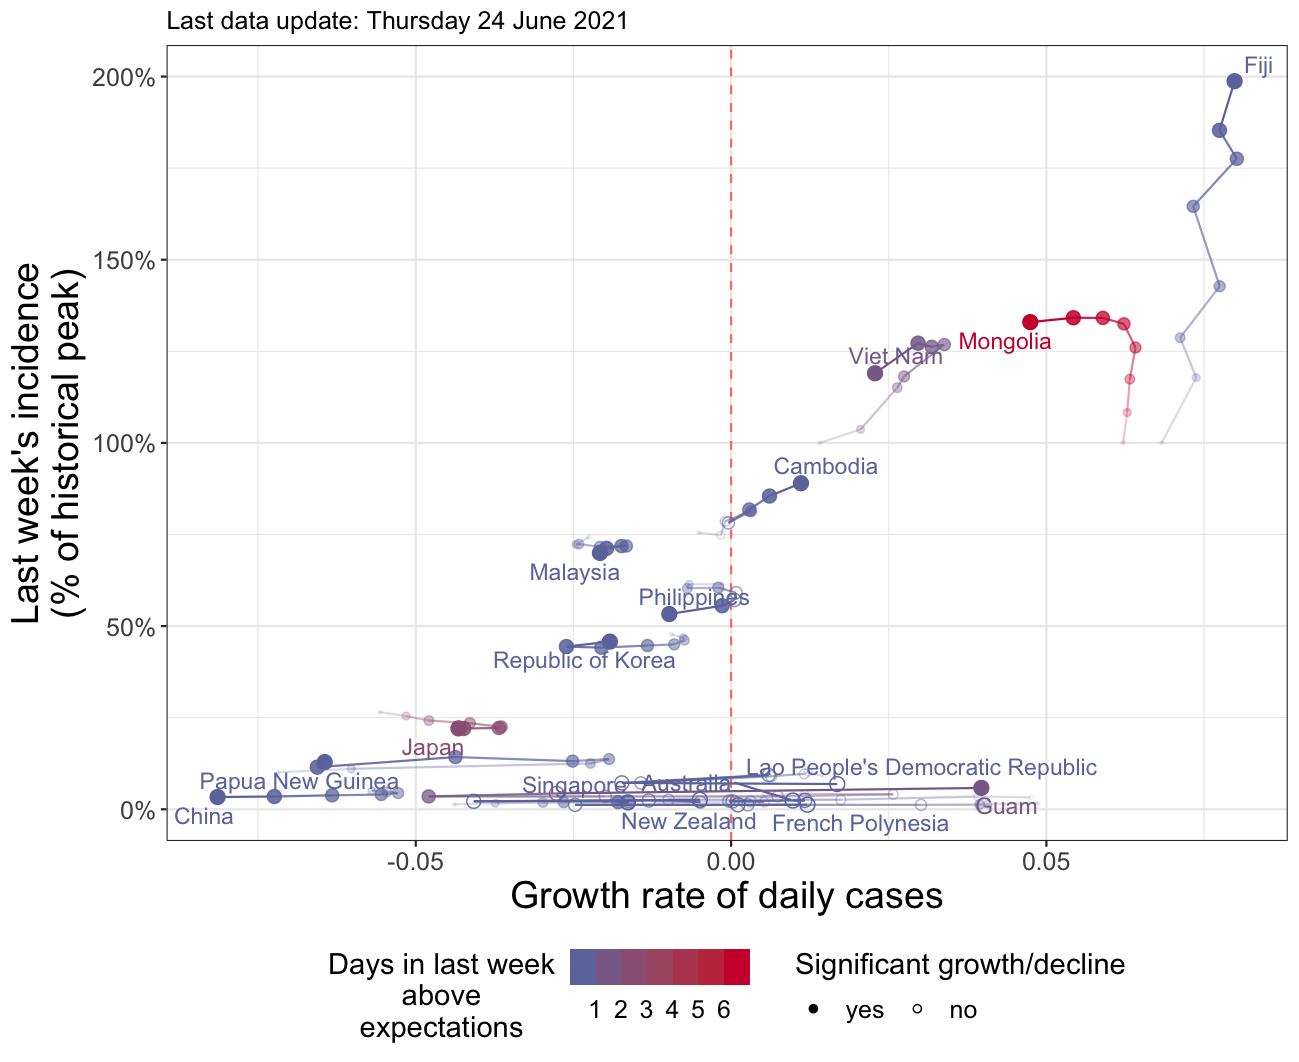 Last data update: Thursday 24 June 2021
Fiji
200%
150%
Mongolia
Viet Nam
100%
Cambodia
Malaysia
Philippines
50%
Republic of Korea
Japan
Lao People's Democratic Republic
Papua New Guinea
Singapore
Australia
0%
Guam
China
New Zealand
French Polynesia
Last week's incidence
(% of historical peak)
-0.05
0.00
0.05
Growth rate of daily cases
Days in last week
above
expectations
1 2 3 4 5 6
Significant growth/decline
yes
no